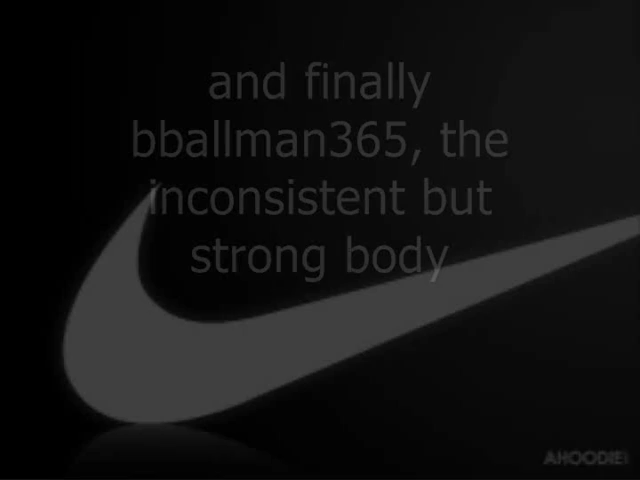 and finally
bballman365, the
inconsistent but
strong body
AHOODIE